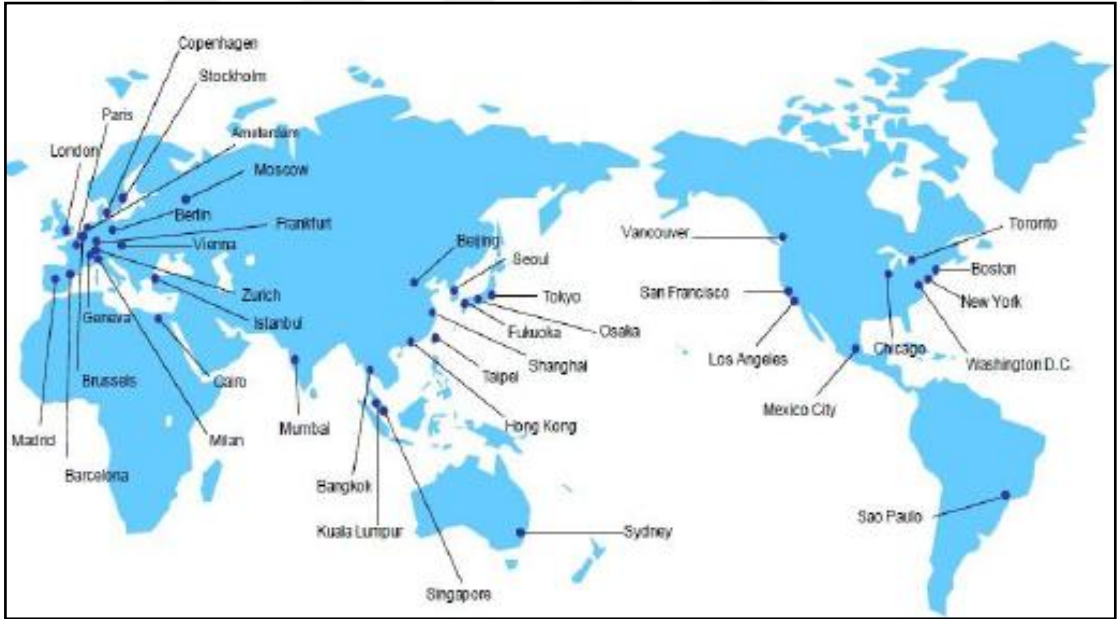 Copenhagen
Stockholm
Paris
Amsterdam
London
Moscow
Berlin
Frankfurt
Vienna
Beijing
Seoul
Vancouver
Toronto
Boston
Zurich
San Francisco
Tokyo
New York
Geneva
Istanbul
Fukuoka
Osaka
Chicago
Los Angeles
Shanghai
Washington D.C.
Brussels
Cairo
Taipei
Mexico City
Madrid
Milan
Mumbai
Hong Kong
Barcelona
Bangkok
Sao Paulo
Kuala Lumpur
Sydney
Singapore